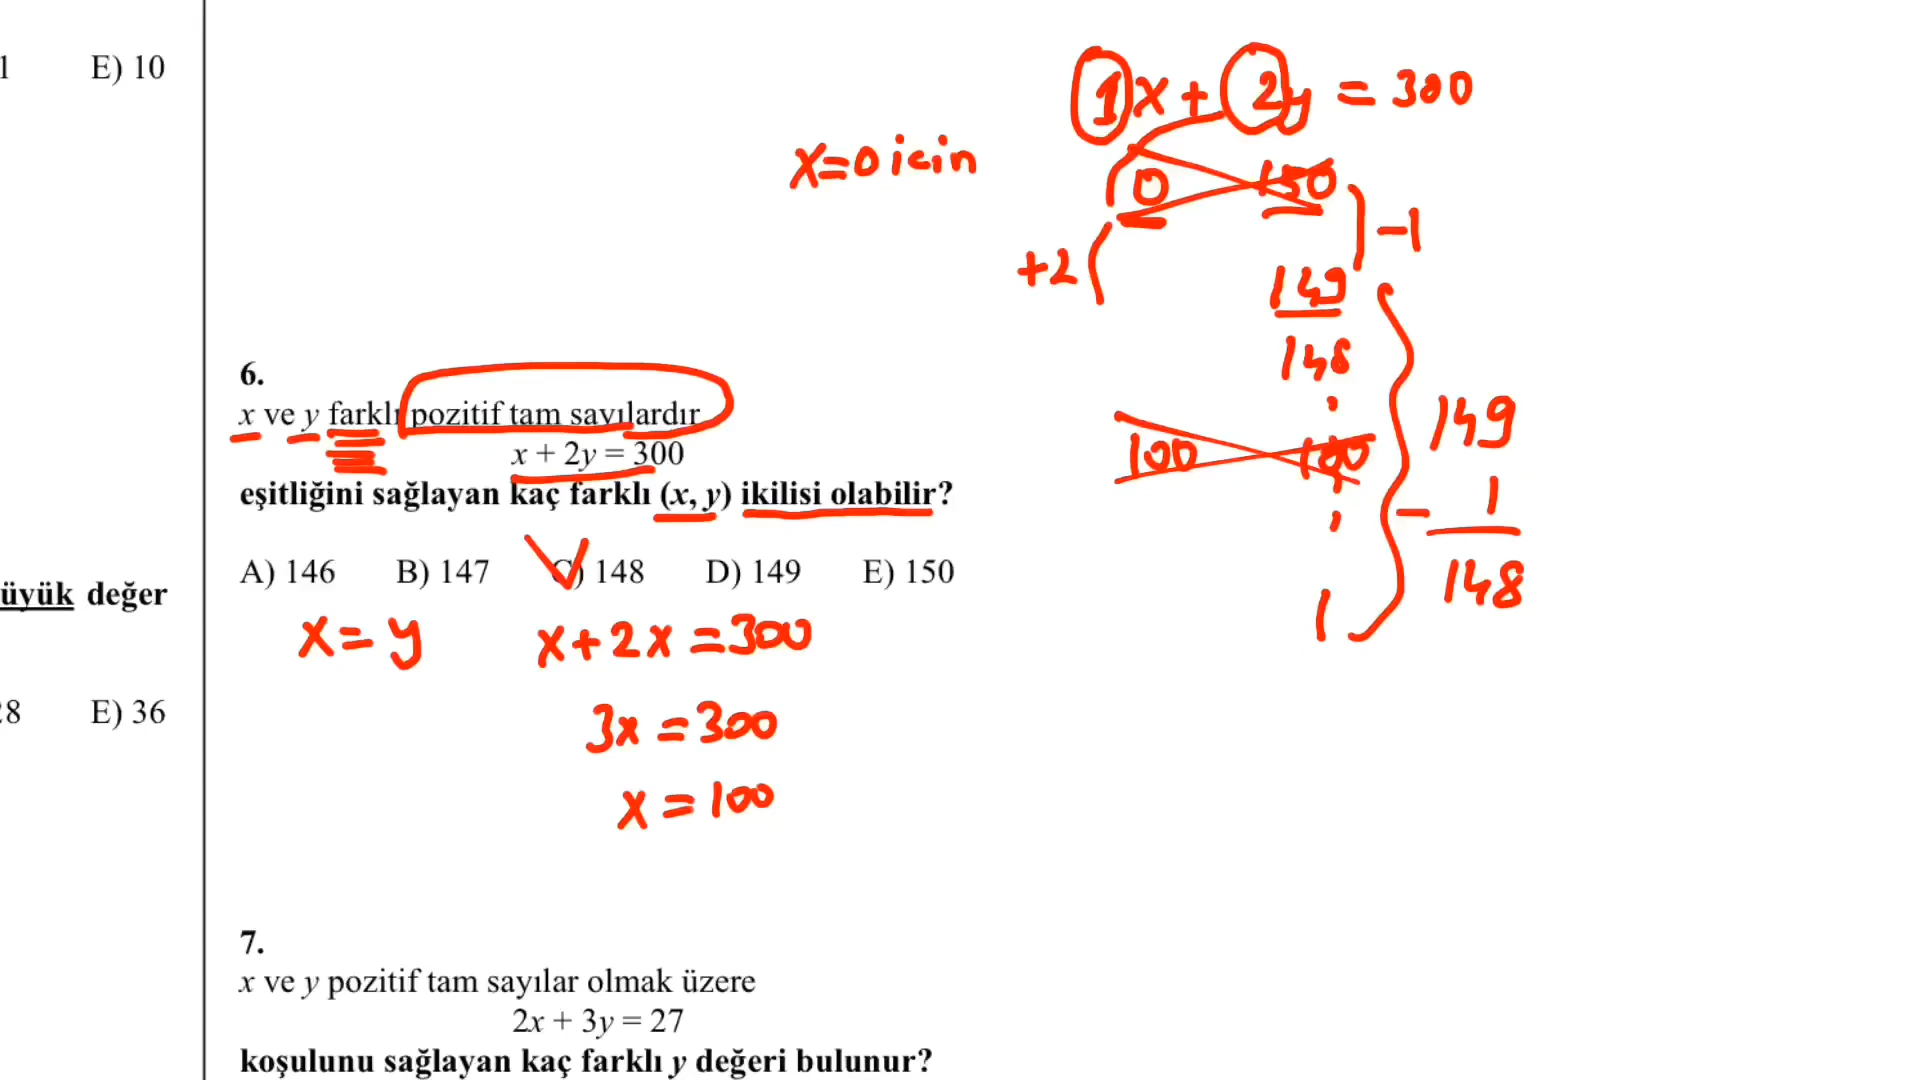 1 E) 10
üyük değer
28 E) 36
6.
x ve y farklı pozitif tam sayılardır
x + 2y = 300
eşitliğini sağlayan kaç farklı (x, y) ikilisi olabilir?
A) 146 B) 147 C) 148 D) 149 E) 150
x = y x + 2x = 300
3x = 300
x = 100
7.
x ve y pozitif tam sayılar olmak üzere
2x + 3y = 27
koşulunu sağlayan kaç farklı y değeri bulunur?
1x + 2y = 300
x=0 icin 0 150
-1
+2
149
148
100 100
1
149
- 1
148